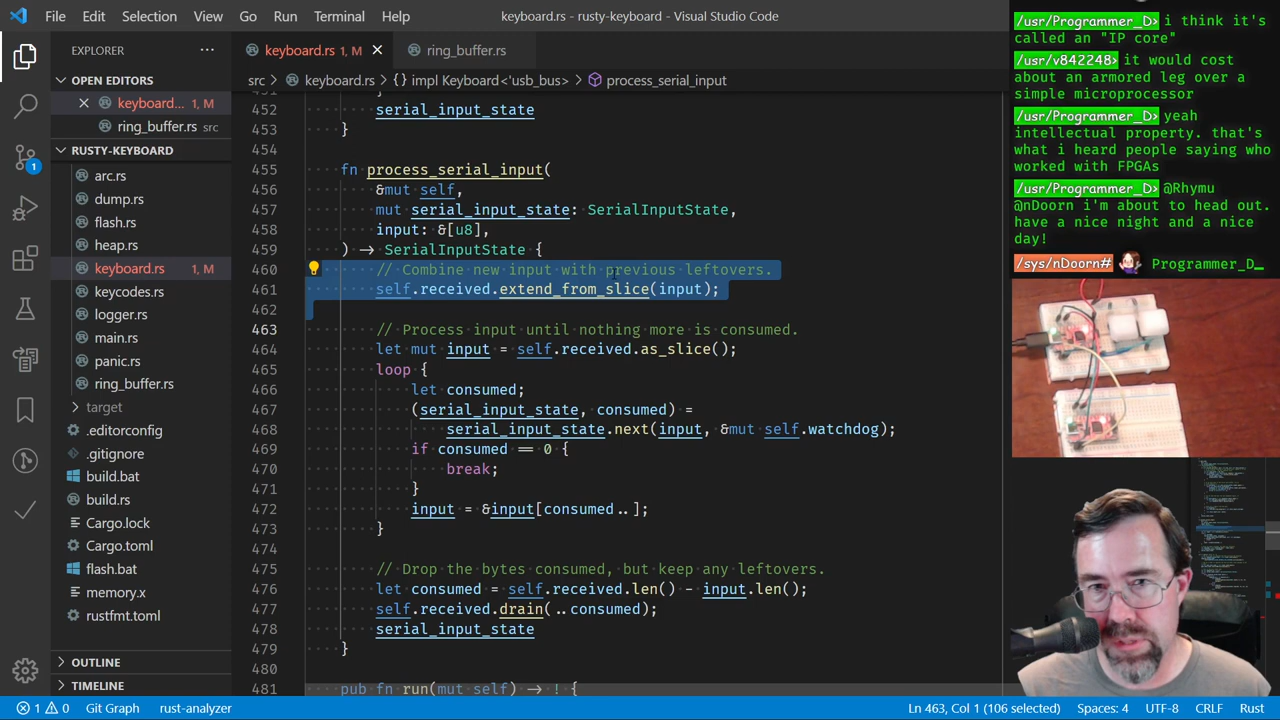 File Edit Selection View Go Run Terminal Help
keyboard.rs - rusty-keyboard - Visual Studio Code
EXPLORER
OPEN EDITORS
keyboard... 1, M
ring_buffer.rs src
RUSTY-KEYBOARD
arc.rs
dump.rs
flash.rs
heap.rs
keyboard.rs 1, M
keycodes.rs
logger.rs
main.rs
panic.rs
ring_buffer.rs
target
.editorconfig
.gitignore
build.bat
build.rs
Cargo.lock
Cargo.toml
flash.bat
memory.x
rustfmt.toml
OUTLINE
TIMELINE
1
keyboard.rs 1, M
ring_buffer.rs
src > keyboard.rs > {} impl Keyboard<'usb_bus> > process_serial_input
451 }
452 serial_input_state
453 }
454
455 fn process_serial_input(
456 &mut self,
457 mut serial_input_state: SerialInputState,
458 input: &[u8],
459 ) -> SerialInputState {
460 // Combine new input with previous leftovers.
461 self.received.extend_from_slice(input);
462
463 // Process input until nothing more is consumed.
464 let mut input = self.received.as_slice();
465 loop {
466 let consumed;
467 (serial_input_state, consumed) =
468 serial_input_state.next(input, &mut self.watchdog);
469 if consumed == 0 {
470 break;
471 }
472 input = &input[consumed..];
473 }
474
475 // Drop the bytes consumed, but keep any leftovers.
476 let consumed = self.received.len() - input.len();
477 self.received.drain(..consumed);
478 serial_input_state
479 }
480
481 pub fn run(mut self) -> ! {
/usr/Programmer_D> i think it's
called an "IP core"
/usr/v842248> it would cost
about an armored leg over a
simple microprocessor
/usr/Programmer_D> yeah
intellectual property. that's
what i heard people saying who
worked with FPGAs
/usr/Programmer_D> @Rhymu
@nDoorn i'm about to head out.
have a nice night and a nice
day!
/sys/nDoorn# Programmer_D_
1 0 Git Graph rust-analyzer
Ln 463, Col 1 (106 selected) Spaces: 4 UTF-8 CRLF Rust